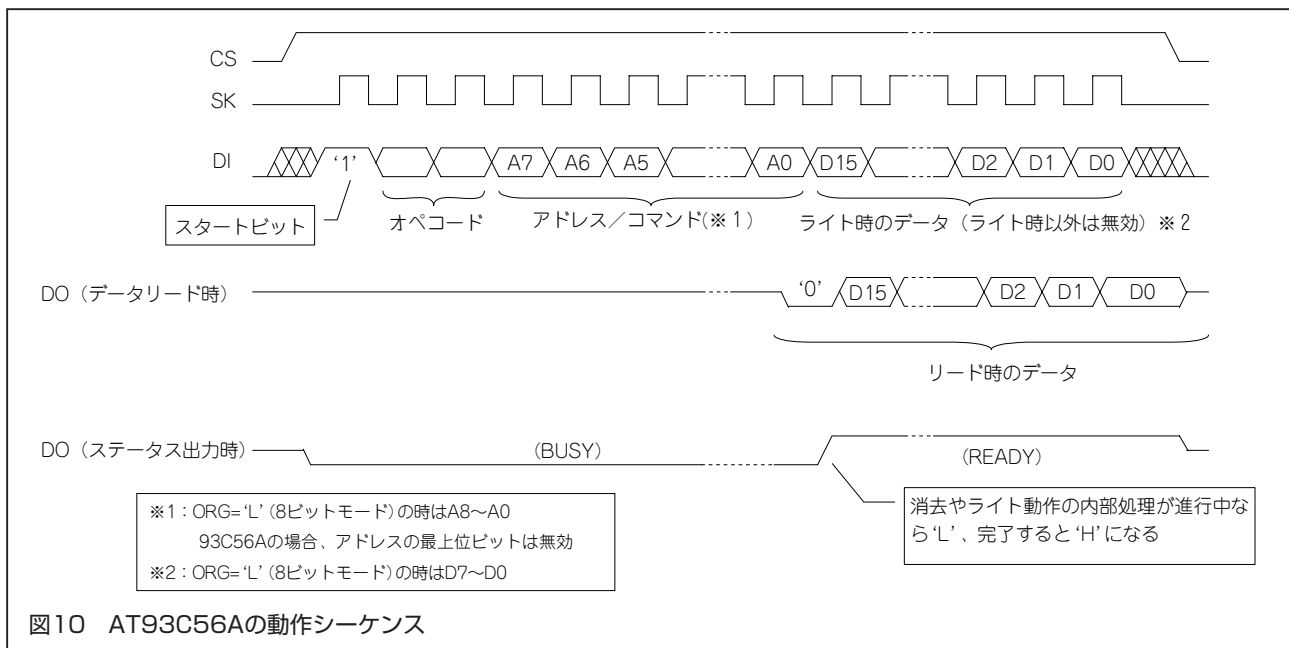 CS
SK
DI
‘1’
A7
A6
A5
A0
D15
D2
D1
D0
スタートビット
オペコード
アドレス／コマンド(※１)
ライト時のデータ（ライト時以外は無効）※２
DO（データリード時）
‘0’
D15
D2
D1
D0
リード時のデータ
DO（ステータス出力時）
(BUSY)
(READY)
※1：ORG=‘L’(8ビットモード)の時はA8～A0
93C56Aの場合、アドレスの最上位ビットは無効
※2：ORG=‘L’(8ビットモード)の時はD7～D0
消去やライト動作の内部処理が進行中な
ら‘L’、完了すると‘H’になる
図10　AT93C56Aの動作シーケンス